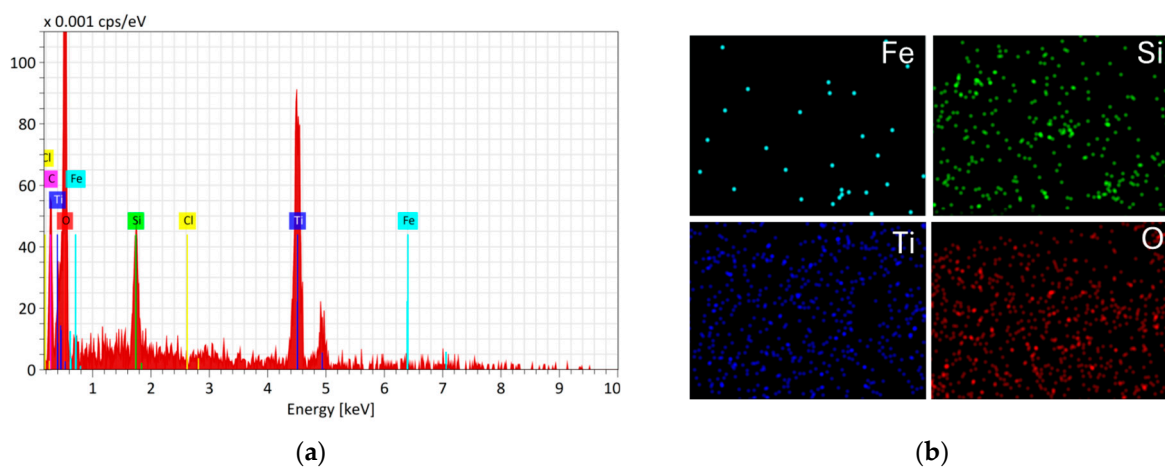 x 0.001 cps/eV
100
80
60
40
20
0
Cl
C
Fe
Ti
O
Si
Cl
Ti
Fe
1 2 3 4 5 6 7 8 9 10
Energy [keV]
(a)
Fe
Si
Ti
O
(b)